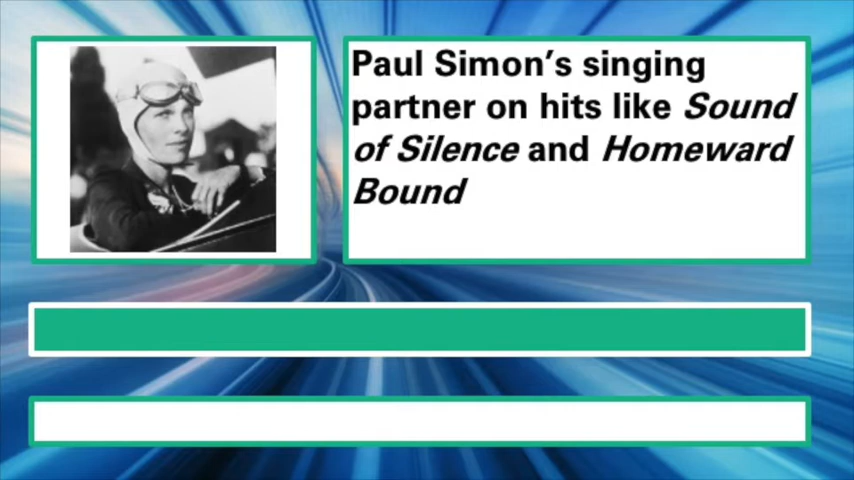 Paul Simon’s singing
partner on hits like Sound
of Silence and Homeward
Bound